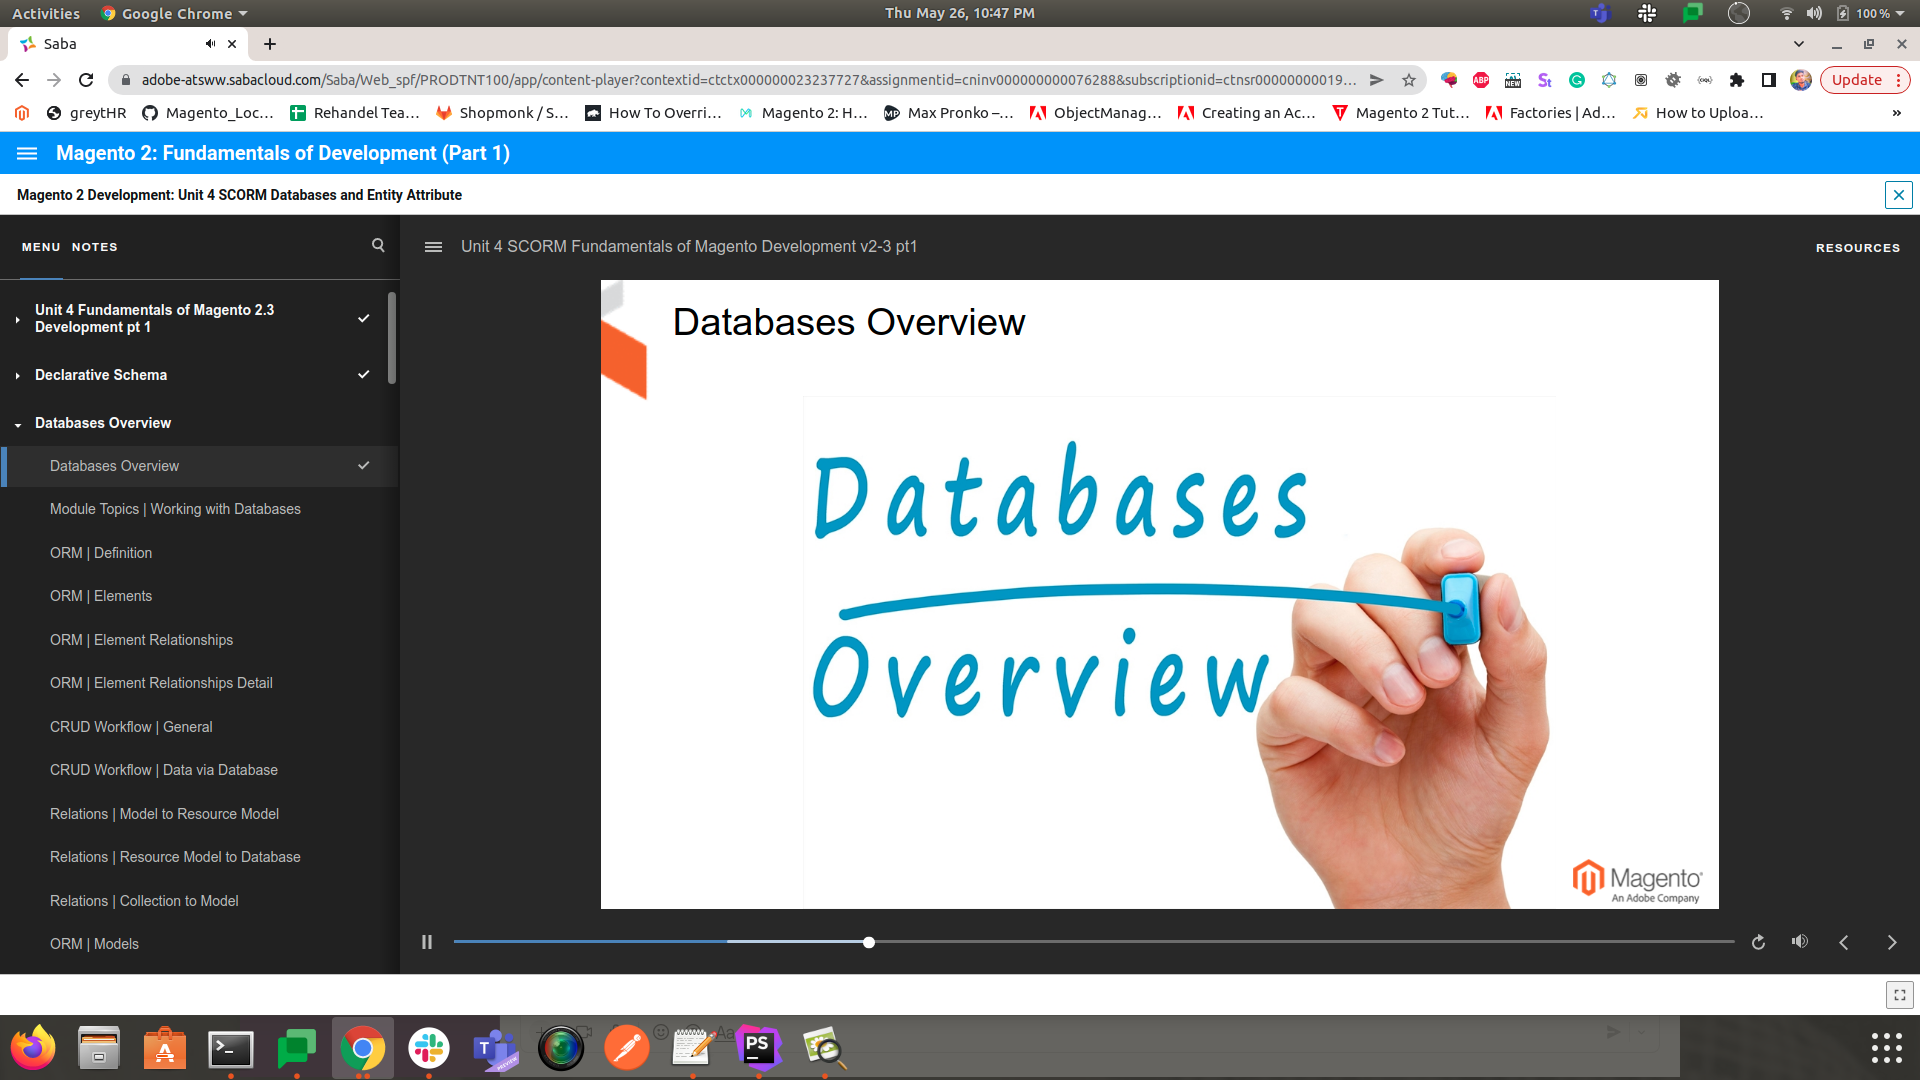 Activities
Google Chrome
Thu May 26, 10:47 PM
100 %
Saba
adobe-atsww.sabacloud.com/Saba/Web_spf/PRODTNT100/app/content-player?contextid=ctctx000000023237727&assignmentid=cninv000000000076288&subscriptionid=ctnsr00000000019...
Update
greytHR
Magento_Loc...
Rehandel Tea...
Shopmonk / S...
How To Overri...
Magento 2: H...
Max Pronko –...
ObjectManag...
Creating an Ac...
Magento 2 Tut...
Factories | Ad...
How to Uploa...
»
Magento 2: Fundamentals of Development (Part 1)
Magento 2 Development: Unit 4 SCORM Databases and Entity Attribute
MENU
NOTES
Unit 4 SCORM Fundamentals of Magento Development v2-3 pt1
RESOURCES
Unit 4 Fundamentals of Magento 2.3
Development pt 1
Declarative Schema
Databases Overview
Databases Overview
Module Topics | Working with Databases
ORM | Definition
ORM | Elements
ORM | Element Relationships
ORM | Element Relationships Detail
CRUD Workflow | General
CRUD Workflow | Data via Database
Relations | Model to Resource Model
Relations | Resource Model to Database
Relations | Collection to Model
ORM | Models
Databases Overview
Databases
Overview
Magento
An Adobe Company
ABP
NEW
St
T
PS